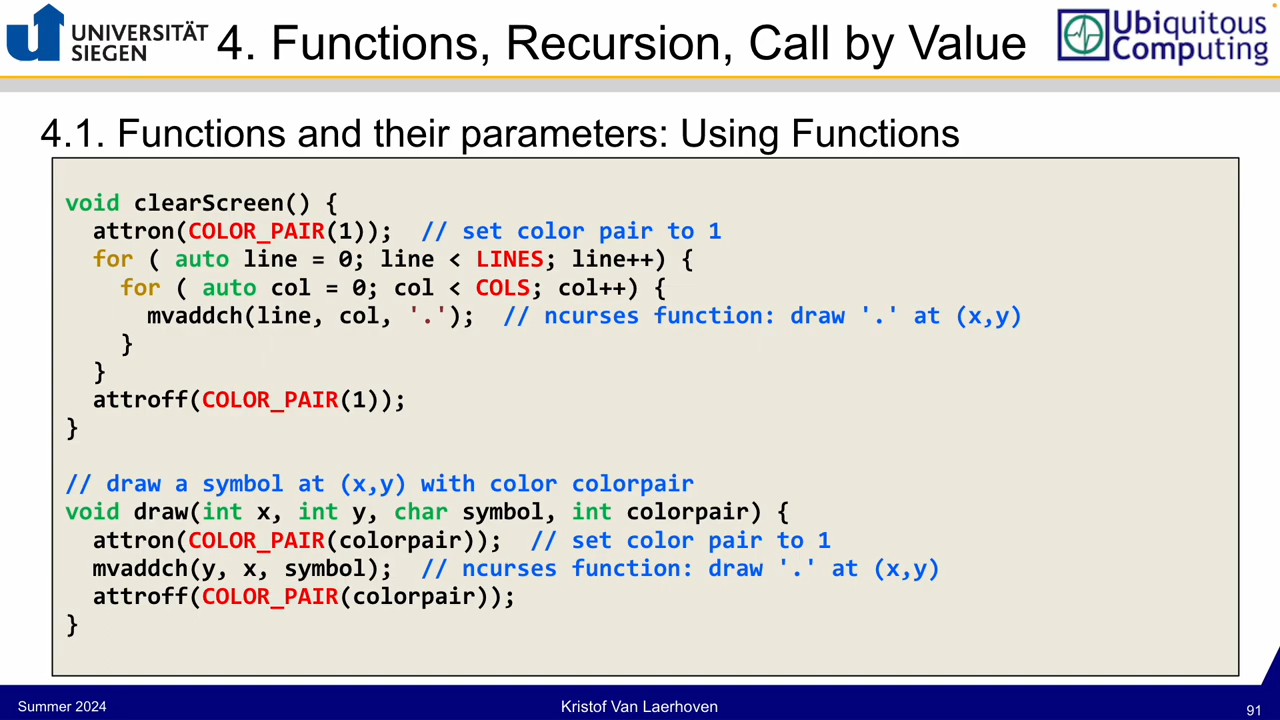 UNIVERSITÄT
SIEGEN
4. Functions, Recursion, Call by Value
Ubiquitous
Computing
4.1. Functions and their parameters: Using Functions
void clearScreen() {
  attron(COLOR_PAIR(1));  // set color pair to 1
  for ( auto line = 0; line < LINES; line++) {
    for ( auto col = 0; col < COLS; col++) {
      mvaddch(line, col, '.');  // ncurses function: draw '.' at (x,y)
    }
  }
  attroff(COLOR_PAIR(1));
}
// draw a symbol at (x,y) with color colorpair
void draw(int x, int y, char symbol, int colorpair) {
  attron(COLOR_PAIR(colorpair));  // set color pair to 1
  mvaddch(y, x, symbol);  // ncurses function: draw '.' at (x,y)
  attroff(COLOR_PAIR(colorpair));
}
Summer 2024
Kristof Van Laerhoven
91